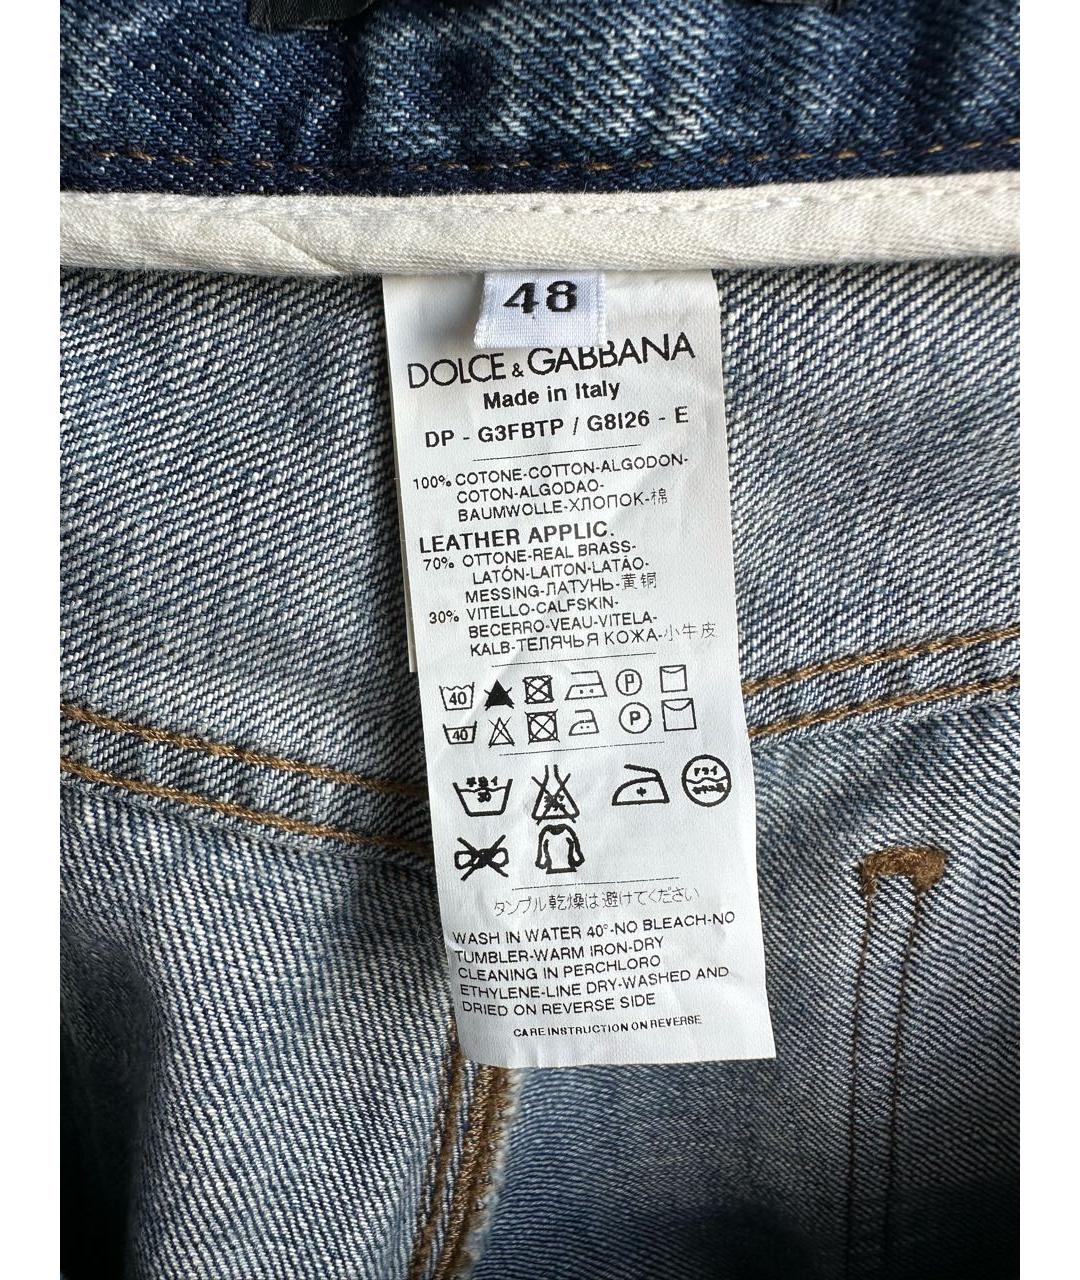 48
DOLCE & GABBANA
Made in Italy
DP - G3FBTP / G8I26 - E
100% COTONE-COTTON-ALGODON-
COTON-ALGODAO-
BAUMWOLLE-ХЛОПОК-棉
LEATHER APPLIC.
70% OTTONE-REAL BRASS-
LATÓN-LAITON-LATÃO-
MESSING-ЛАТУНЬ-黄铜
30% VITELLO-CALFSKIN-
BECERRO-VEAU-VITELA-
KALB-ТЕЛЯЧЬЯ КОЖА-小牛皮
40 P
40 P
30 ドライ
タンブル乾燥は避けてください
WASH IN WATER 40°-NO BLEACH-NO
TUMBLER-WARM IRON-DRY
CLEANING IN PERCHLORO
ETHYLENE-LINE DRY-WASHED AND
DRIED ON REVERSE SIDE
CARE INSTRUCTION ON REVERSE